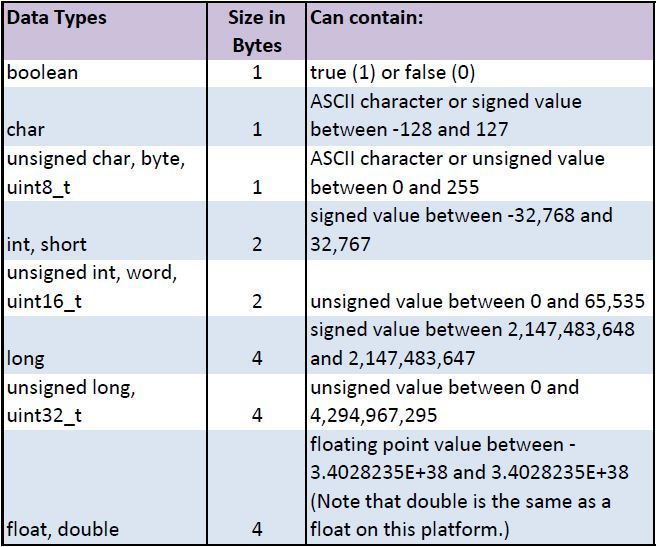 Data Types Size in Bytes Can contain:
boolean 1 true (1) or false (0)
char 1 ASCII character or signed value
between -128 and 127
unsigned char, byte,
uint8_t 1 ASCII character or unsigned value
between 0 and 255
int, short 2 signed value between -32,768 and
32,767
unsigned int, word,
uint16_t 2 unsigned value between 0 and 65,535
long 4 signed value between 2,147,483,648
and 2,147,483,647
unsigned long,
uint32_t 4 unsigned value between 0 and
4,294,967,295
float, double 4 floating point value between -
3.4028235E+38 and 3.4028235E+38
(Note that double is the same as a
float on this platform.)